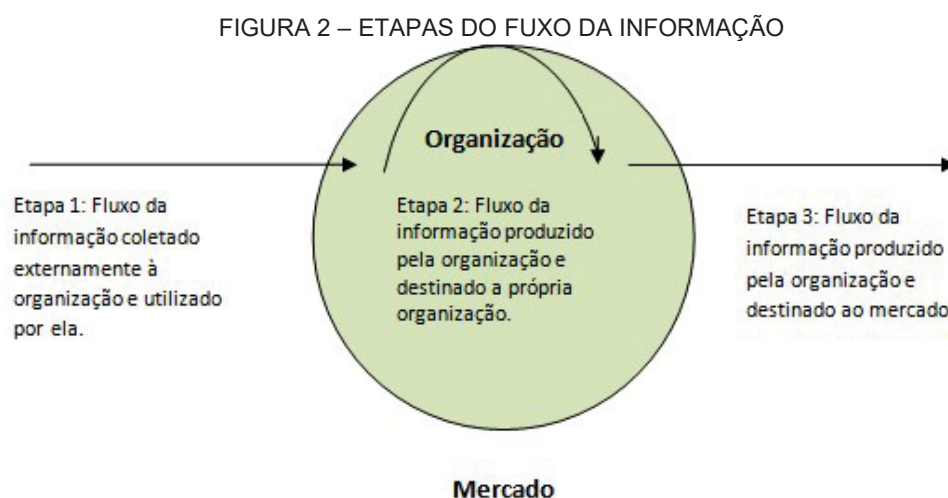 FIGURA 2 – ETAPAS DO FUXO DA INFORMAÇÃO
Organização
Etapa 1: Fluxo da
informação coletado
externamente à
organização e utilizado
por ela.
Etapa 2: Fluxo da
informação produzido
pela organização e
destinado a própria
organização.
Etapa 3: Fluxo da
informação produzido
pela organização e
destinado ao mercado
Mercado